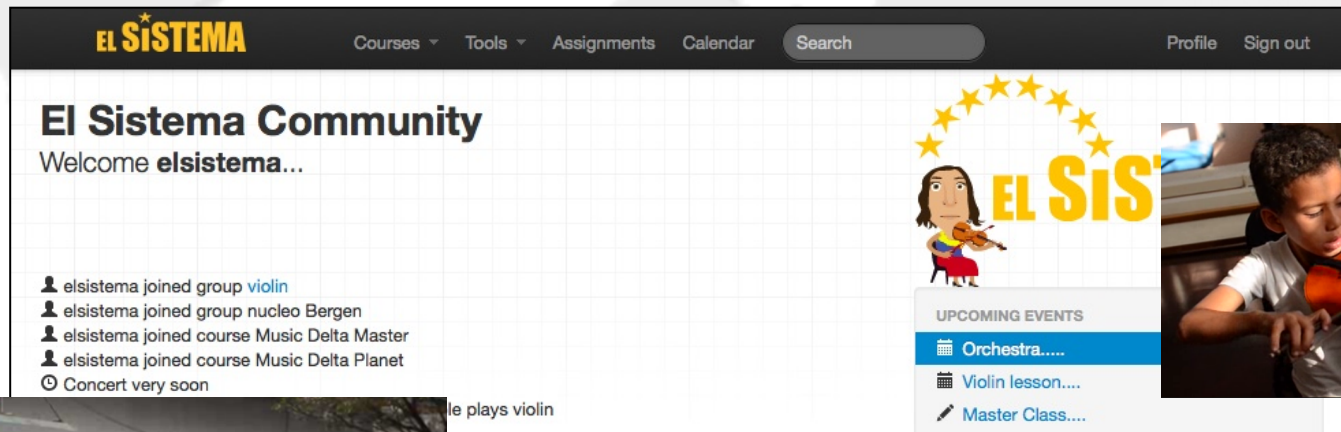 EL SiSTEMA Courses Tools Assignments Calendar Search Profile Sign out
El Sistema Community
Welcome elsistema...
elsistema joined group violin
elsistema joined group nucleo Bergen
elsistema joined course Music Delta Master
elsistema joined course Music Delta Planet
Concert very soon
plays violin
EL
UPCOMING EVENTS
Orchestra.....
Violin lesson....
Master Class....